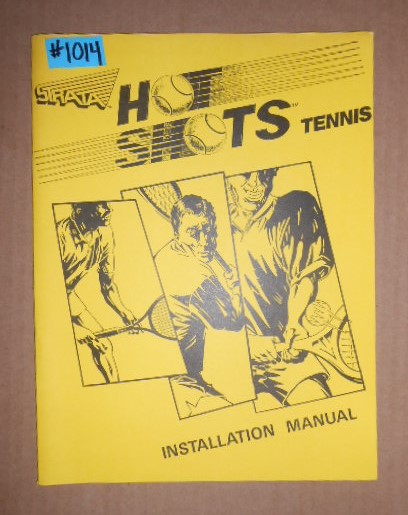 #1014
STRATA
HOT
SHOTS™ TENNIS
INSTALLATION MANUAL